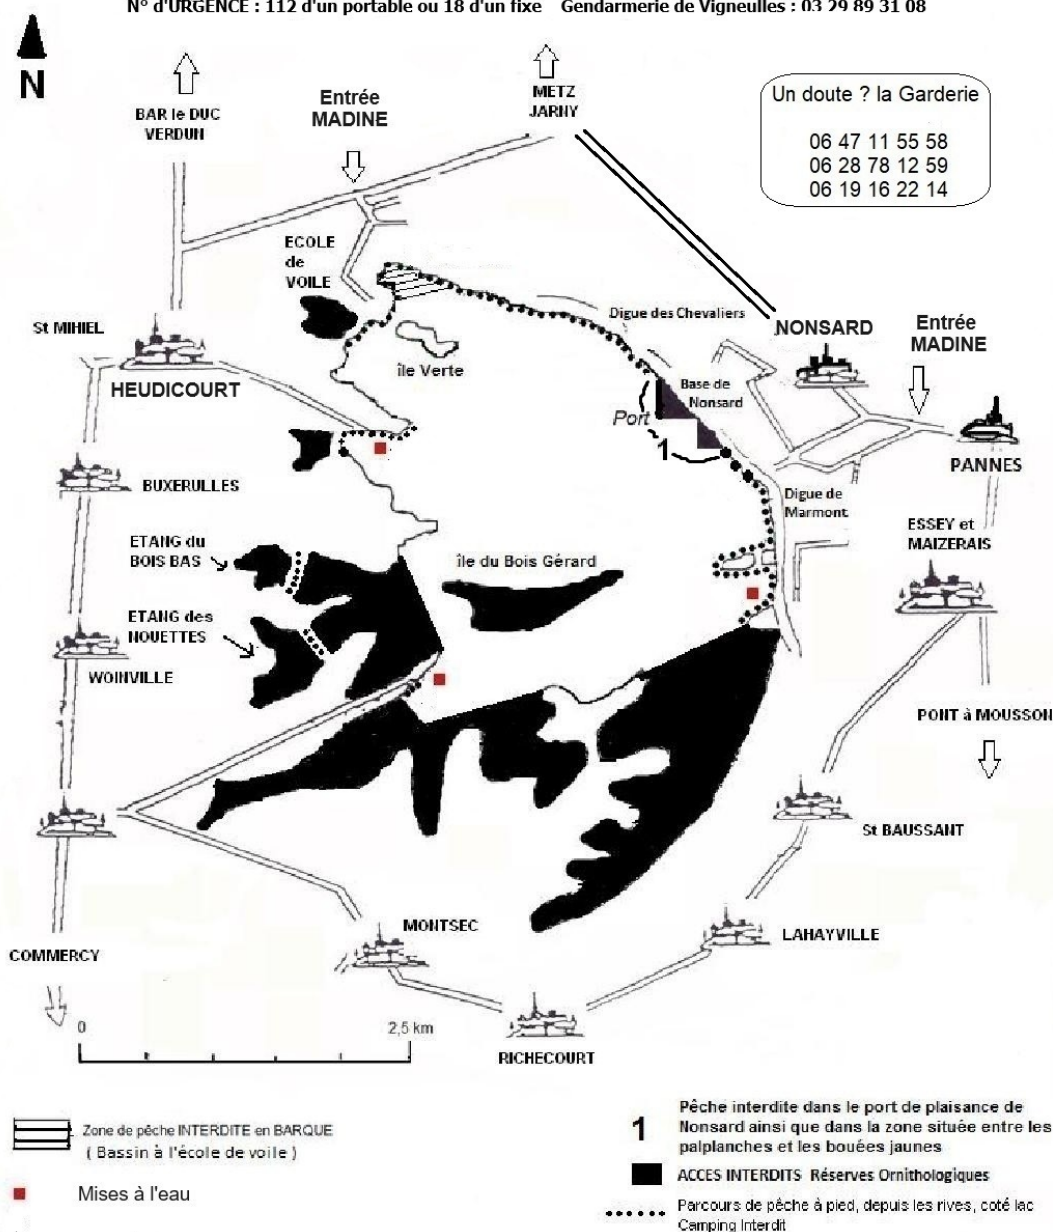 N° d'URGENCE : 112 d'un portable ou 18 d'un fixe    Gendarmerie de Vigneulles : 03 29 89 31 08
N
BAR le DUC
VERDUN
Entrée
MADINE
METZ
JARNY
Un doute ? la Garderie
06 47 11 55 58
06 28 78 12 59
06 19 16 22 14
ECOLE
de
VOILE
St MIHIEL
HEUDICOURT
île Verte
Digue des Chevaliers
NONSARD
Entrée
MADINE
Base de
Nonsard
Port
1
PANNES
BUXERULLES
Digue de
Marmont
ESSEY et
MAIZERAIS
ETANG du
BOIS BAS
île du Bois Gérard
ETANG des
NOUETTES
WOINVILLE
PONT à MOUSSON
St BAUSSANT
MONTSEC
LAHAYVILLE
COMMERCY
0
2,5 km
RICHECOURT
Zone de pêche INTERDITE en BARQUE
( Bassin à l'école de voile )
Mises à l'eau
1
Pêche interdite dans le port de plaisance de
Nonsard ainsi que dans la zone située entre les
palplanches et les bouées jaunes
ACCES INTERDITS Réserves Ornithologiques
Parcours de pêche à pied, depuis les rives, coté lac
Camping Interdit